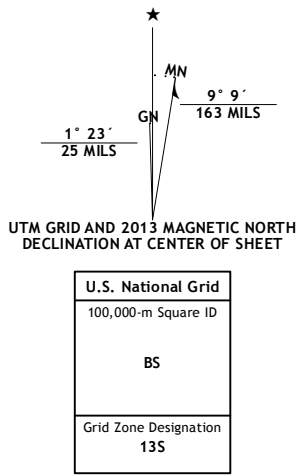 MN
GN
9° 9´
163 MILS
1° 23´
25 MILS
UTM GRID AND 2013 MAGNETIC NORTH
DECLINATION AT CENTER OF SHEET
U.S. National Grid
100,000-m Square ID
BS
Grid Zone Designation
13S